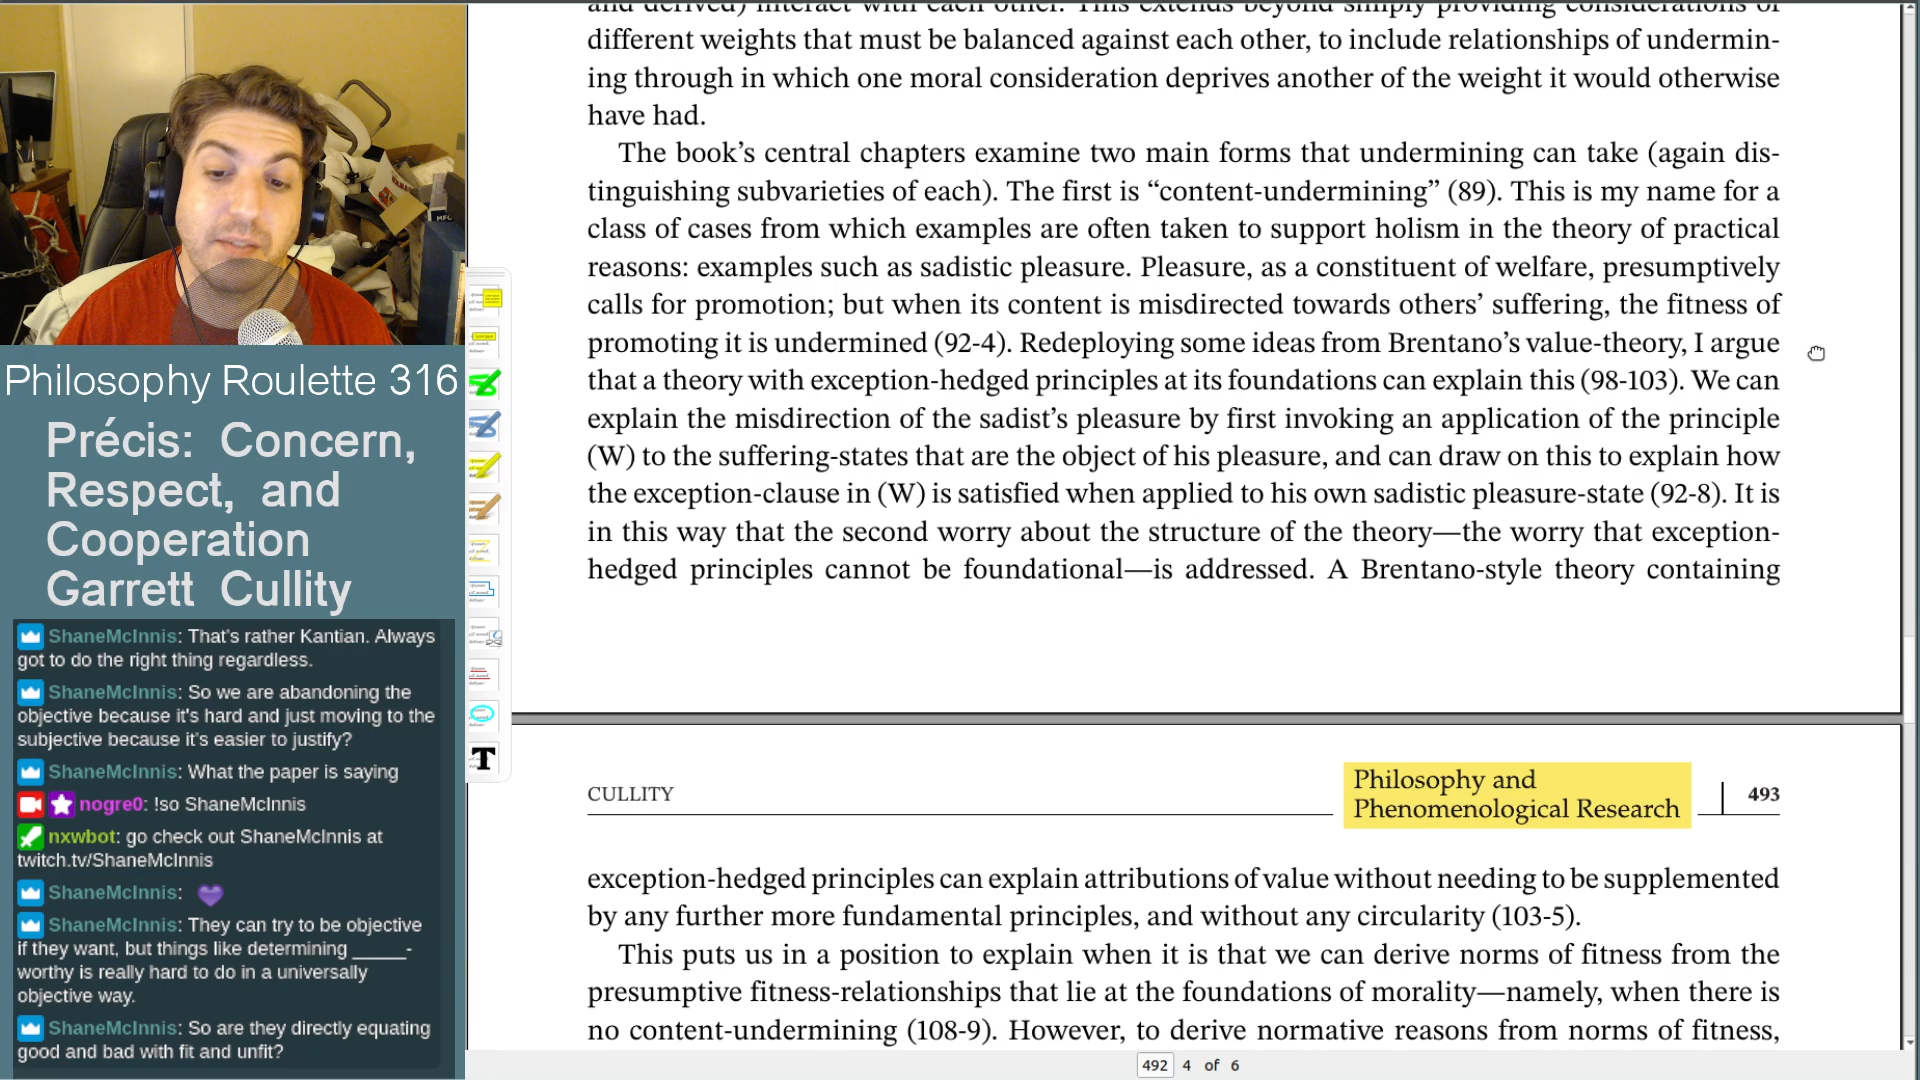 and derived) interact with each other. This extends beyond simply providing considerations of
different weights that must be balanced against each other, to include relationships of undermin-
ing through in which one moral consideration deprives another of the weight it would otherwise
have had.
The book's central chapters examine two main forms that undermining can take (again dis-
tinguishing subvarieties of each). The first is “content-undermining” (89). This is my name for a
class of cases from which examples are often taken to support holism in the theory of practical
reasons: examples such as sadistic pleasure. Pleasure, as a constituent of welfare, presumptively
calls for promotion; but when its content is misdirected towards others' suffering, the fitness of
promoting it is undermined (92-4). Redeploying some ideas from Brentano's value-theory, I argue
that a theory with exception-hedged principles at its foundations can explain this (98-103). We can
explain the misdirection of the sadist's pleasure by first invoking an application of the principle
(W) to the suffering-states that are the object of his pleasure, and can draw on this to explain how
the exception-clause in (W) is satisfied when applied to his own sadistic pleasure-state (92-8). It is
in this way that the second worry about the structure of the theory—the worry that exception-
hedged principles cannot be foundational—is addressed. A Brentano-style theory containing
CULLITY
Philosophy and
Phenomenological Research
493
exception-hedged principles can explain attributions of value without needing to be supplemented
by any further more fundamental principles, and without any circularity (103-5).
This puts us in a position to explain when it is that we can derive norms of fitness from the
presumptive fitness-relationships that lie at the foundations of morality—namely, when there is
no content-undermining (108-9). However, to derive normative reasons from norms of fitness,
492 4 of 6
Philosophy Roulette 316
Précis: Concern,
Respect, and
Cooperation
Garrett Cullity
ShaneMcInnis: That's rather Kantian. Always
got to do the right thing regardless.
ShaneMcInnis: So we are abandoning the
objective because it's hard and just moving to the
subjective because it's easier to justify?
ShaneMcInnis: What the paper is saying
nogre0: !so ShaneMcInnis
nxwbot: go check out ShaneMcInnis at
twitch.tv/ShaneMcInnis
ShaneMcInnis:
ShaneMcInnis: They can try to be objective
if they want, but things like determining _____-
worthy is really hard to do in a universally
objective way.
ShaneMcInnis: So are they directly equating
good and bad with fit and unfit?
T